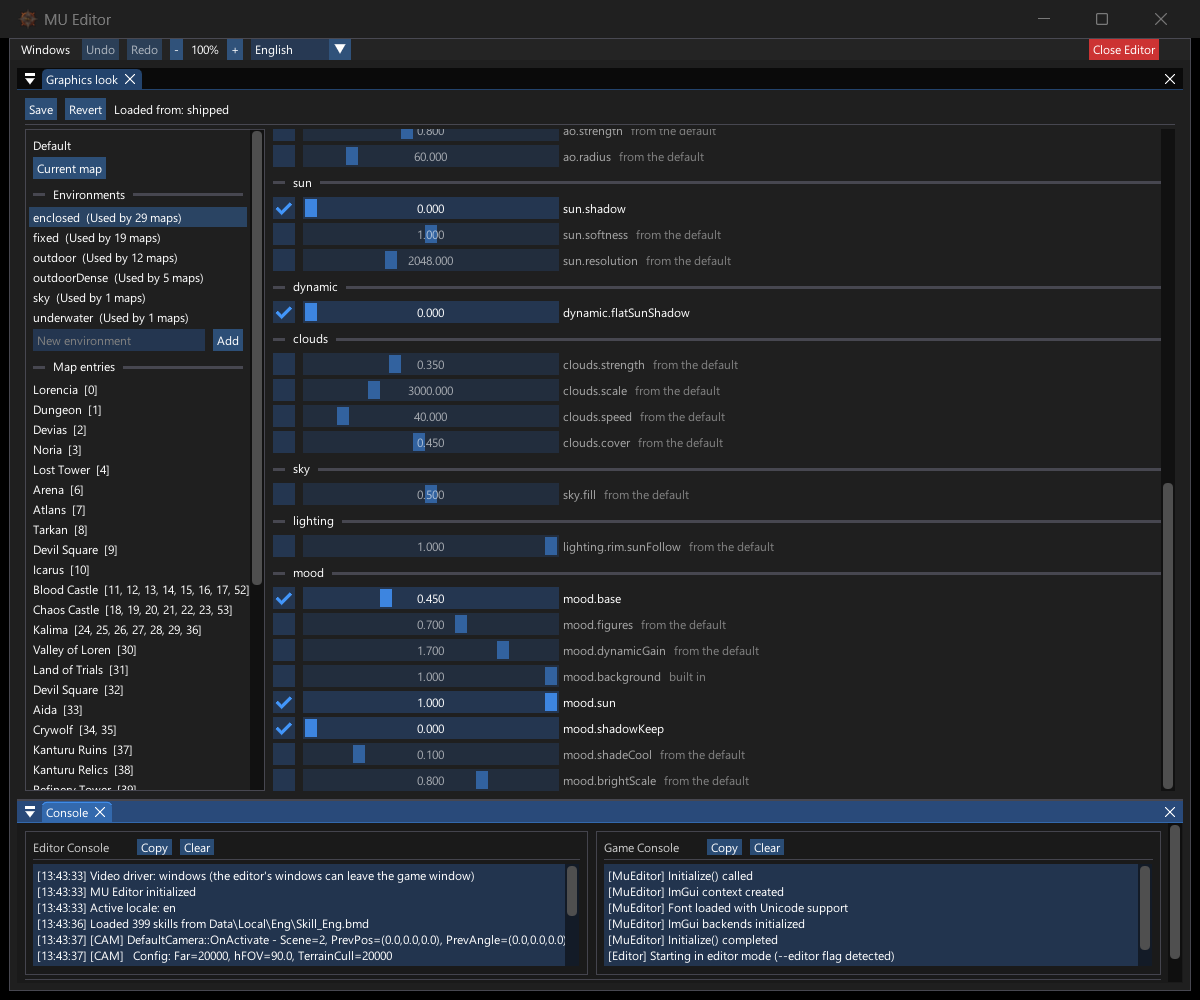 MU Editor
Windows Undo Redo - 100% + English Close Editor
Graphics look
Save Revert Loaded from: shipped
Default
Current map
Environments
enclosed (Used by 29 maps)
fixed (Used by 19 maps)
outdoor (Used by 12 maps)
outdoorDense (Used by 5 maps)
sky (Used by 1 maps)
underwater (Used by 1 maps)
New environment Add
Map entries
Lorencia [0]
Dungeon [1]
Devias [2]
Noria [3]
Lost Tower [4]
Arena [6]
Atlans [7]
Tarkan [8]
Devil Square [9]
Icarus [10]
Blood Castle [11, 12, 13, 14, 15, 16, 17, 52]
Chaos Castle [18, 19, 20, 21, 22, 23, 53]
Kalima [24, 25, 26, 27, 28, 29, 36]
Valley of Loren [30]
Land of Trials [31]
Devil Square [32]
Aida [33]
Crywolf [34, 35]
Kanturu Ruins [37]
Kanturu Relics [38]
Refinery Tower [39]
0.800 ao.strength from the default
60.000 ao.radius from the default
sun
0.000 sun.shadow
1.000 sun.softness from the default
2048.000 sun.resolution from the default
dynamic
0.000 dynamic.flatSunShadow
clouds
0.350 clouds.strength from the default
3000.000 clouds.scale from the default
40.000 clouds.speed from the default
0.450 clouds.cover from the default
sky
0.500 sky.fill from the default
lighting
1.000 lighting.rim.sunFollow from the default
mood
0.450 mood.base
0.700 mood.figures from the default
1.700 mood.dynamicGain from the default
1.000 mood.background built in
1.000 mood.sun
0.000 mood.shadowKeep
0.100 mood.shadeCool from the default
0.800 mood.brightScale from the default
Console
Editor Console Copy Clear
[13:43:33] Video driver: windows (the editor's windows can leave the game window)
[13:43:33] MU Editor initialized
[13:43:33] Active locale: en
[13:43:36] Loaded 399 skills from Data\Local\Eng\Skill_Eng.bmd
[13:43:37] [CAM] DefaultCamera::OnActivate - Scene=2, PrevPos=(0.0,0.0,0.0), PrevAngle=(0.0,0.0,0.0)
[13:43:37] [CAM] Config: Far=20000, hFOV=90.0, TerrainCull=20000
Game Console Copy Clear
[MuEditor] Initialize() called
[MuEditor] ImGui context created
[MuEditor] Font loaded with Unicode support
[MuEditor] ImGui backends initialized
[MuEditor] Initialize() completed
[Editor] Starting in editor mode (--editor flag detected)